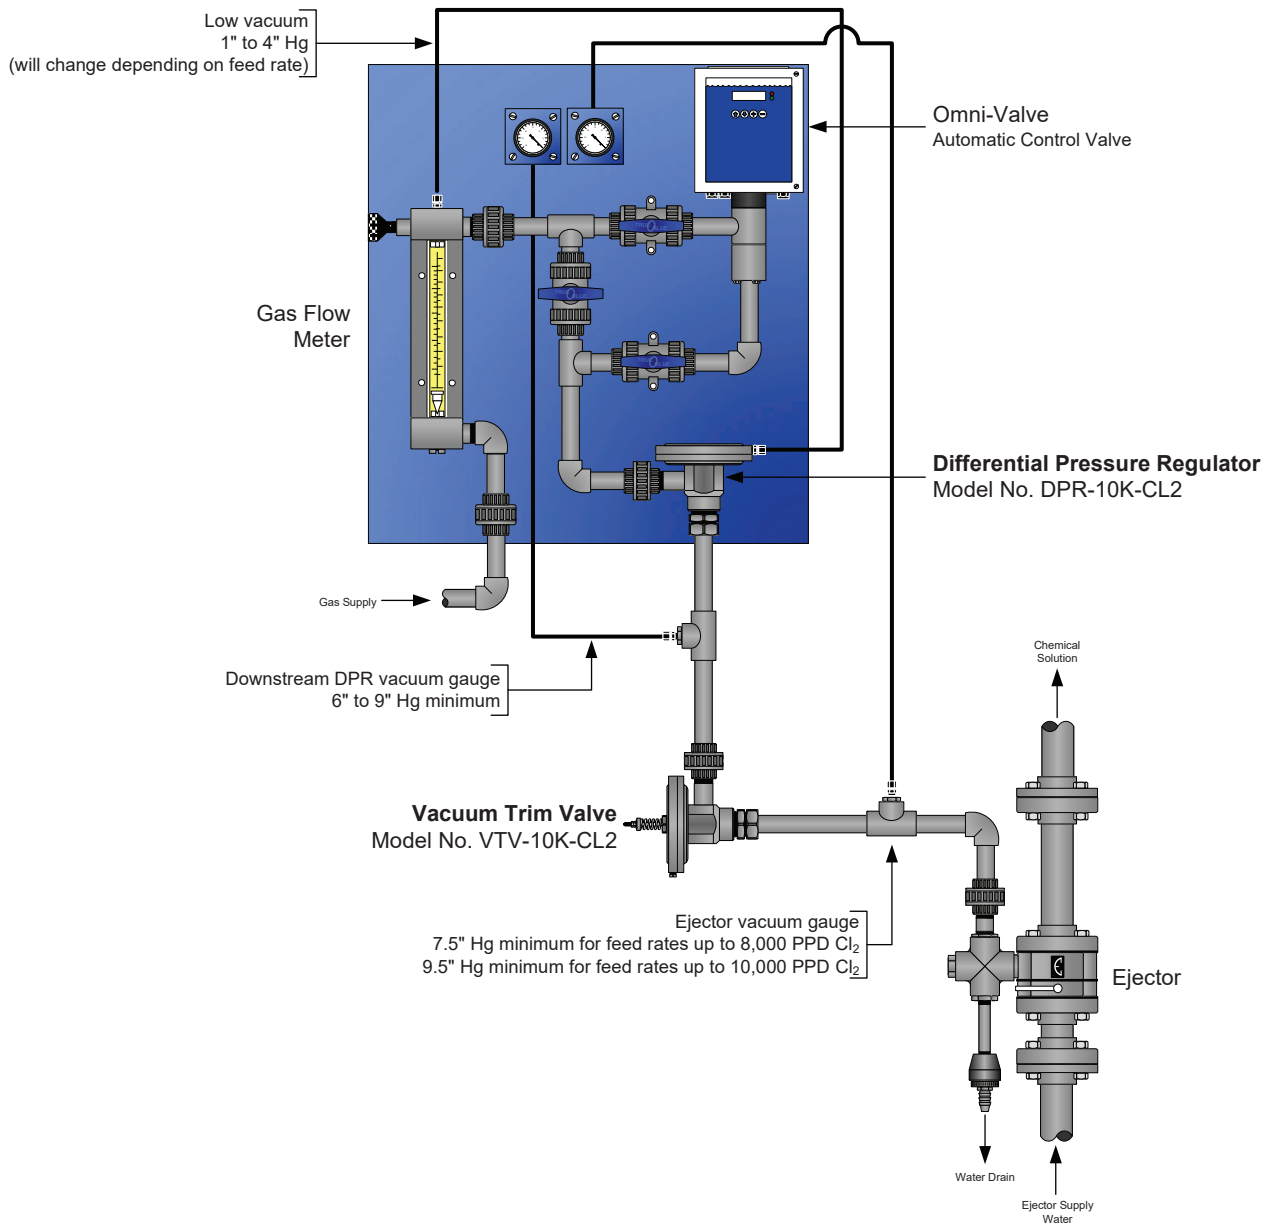 Low vacuum
1" to 4" Hg
(will change depending on feed rate)
Omni-Valve
Automatic Control Valve
Gas Flow
Meter
Differential Pressure Regulator
Model No. DPR-10K-CL2
Gas Supply
Downstream DPR vacuum gauge
6" to 9" Hg minimum
Chemical
Solution
Vacuum Trim Valve
Model No. VTV-10K-CL2
Ejector vacuum gauge
7.5" Hg minimum for feed rates up to 8,000 PPD Cl₂
9.5" Hg minimum for feed rates up to 10,000 PPD Cl₂
Ejector
Water Drain
Ejector Supply
Water